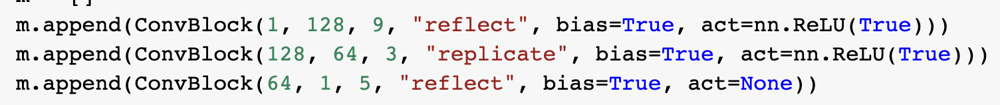 m.append(ConvBlock(1, 128, 9, "reflect", bias=True, act=nn.ReLU(True)))
m.append(ConvBlock(128, 64, 3, "replicate", bias=True, act=nn.ReLU(True)))
m.append(ConvBlock(64, 1, 5, "reflect", bias=True, act=None))